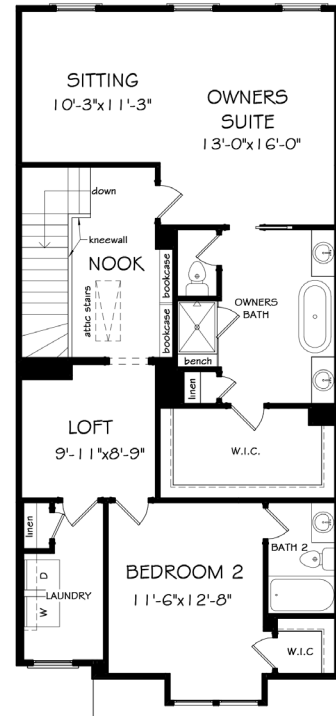 SITTING
10'-3"x11'-3"
OWNERS
SUITE
13'-0"x16'-0"
down
kneewall
NOOK
attic stairs
bookcase
bookcase
OWNERS
BATH
bench
linen
LOFT
9'-11"x8'-9"
W.I.C.
linen
D
W
LAUNDRY
BEDROOM 2
11'-6"x12'-8"
BATH 2
W.I.C